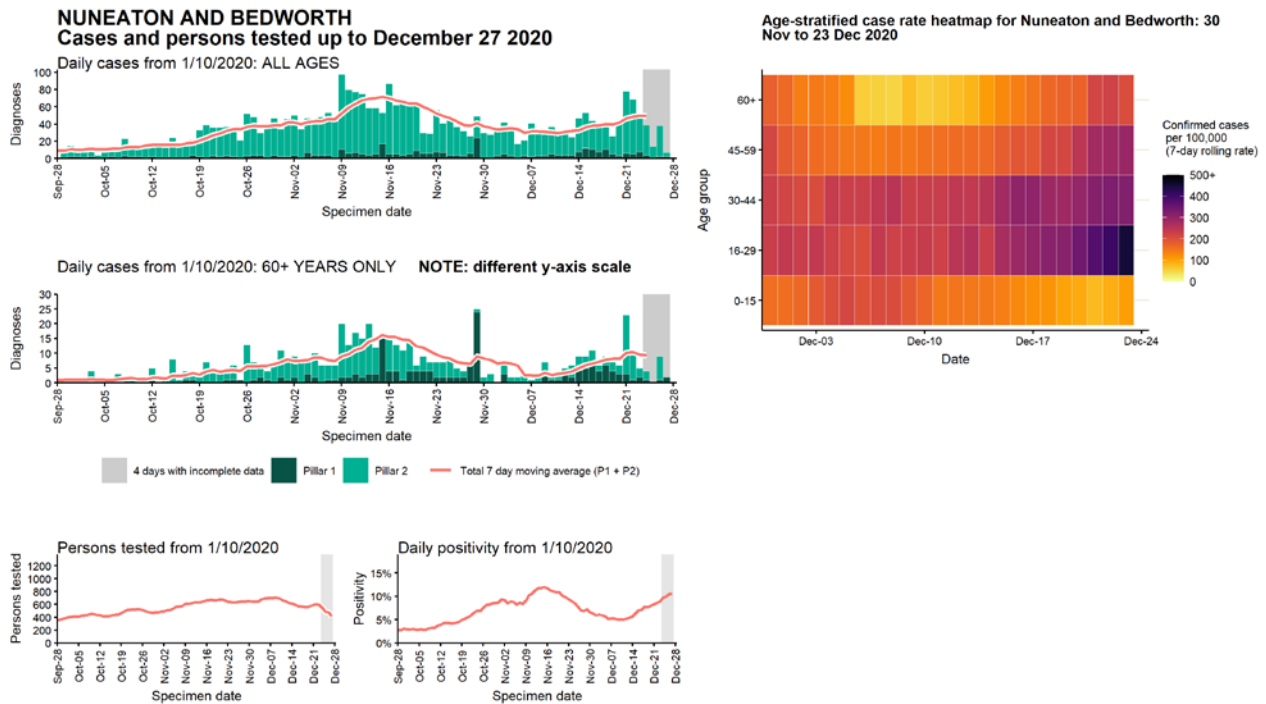 NUNEATON AND BEDWORTH
Cases and persons tested up to December 27 2020
Daily cases from 1/10/2020: ALL AGES
Diagnoses
100
80
60
40
20
0
Sep-28
Oct-05
Oct-12
Oct-19
Oct-26
Nov-02
Nov-09
Nov-16
Nov-23
Nov-30
Dec-07
Dec-14
Dec-21
Dec-28
Specimen date
Daily cases from 1/10/2020: 60+ YEARS ONLY NOTE: different y-axis scale
Diagnoses
30
25
20
15
10
5
0
Sep-28
Oct-05
Oct-12
Oct-19
Oct-26
Nov-02
Nov-09
Nov-16
Nov-23
Nov-30
Dec-07
Dec-14
Dec-21
Dec-28
Specimen date
4 days with incomplete data Pillar 1 Pillar 2 Total 7 day moving average (P1 + P2)
Persons tested from 1/10/2020
Persons tested
1200
1000
800
600
400
200
0
Sep-28
Oct-05
Oct-12
Oct-19
Oct-26
Nov-02
Nov-09
Nov-16
Nov-23
Nov-30
Dec-07
Dec-14
Dec-21
Dec-28
Specimen date
Daily positivity from 1/10/2020
Positivity
15%
10%
5%
0%
Sep-28
Oct-05
Oct-12
Oct-19
Oct-26
Nov-02
Nov-09
Nov-16
Nov-23
Nov-30
Dec-07
Dec-14
Dec-21
Dec-28
Specimen date
Age-stratified case rate heatmap for Nuneaton and Bedworth: 30
Nov to 23 Dec 2020
Age group
60+
45-59
30-44
16-29
0-15
Dec-03
Dec-10
Dec-17
Dec-24
Date
Confirmed cases
per 100,000
(7-day rolling rate)
500+
400
300
200
100
0